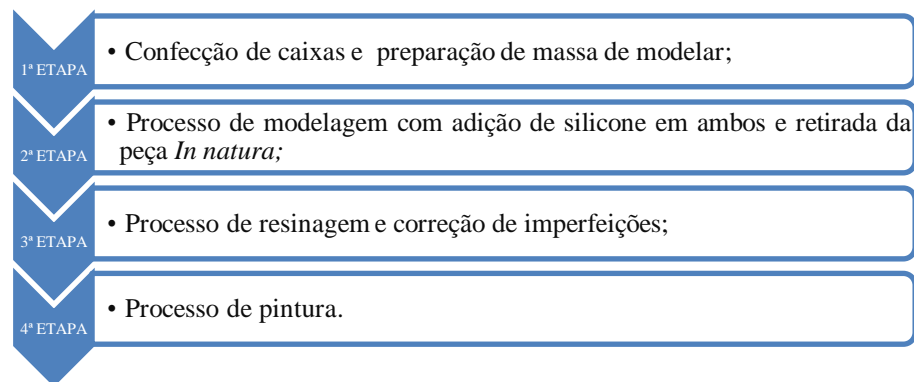 1ª ETAPA
• Confecção de caixas e preparação de massa de modelar;
2ª ETAPA
• Processo de modelagem com adição de silicone em ambos e retirada da
peça In natura;
3ª ETAPA
• Processo de resinagem e correção de imperfeições;
4ª ETAPA
• Processo de pintura.